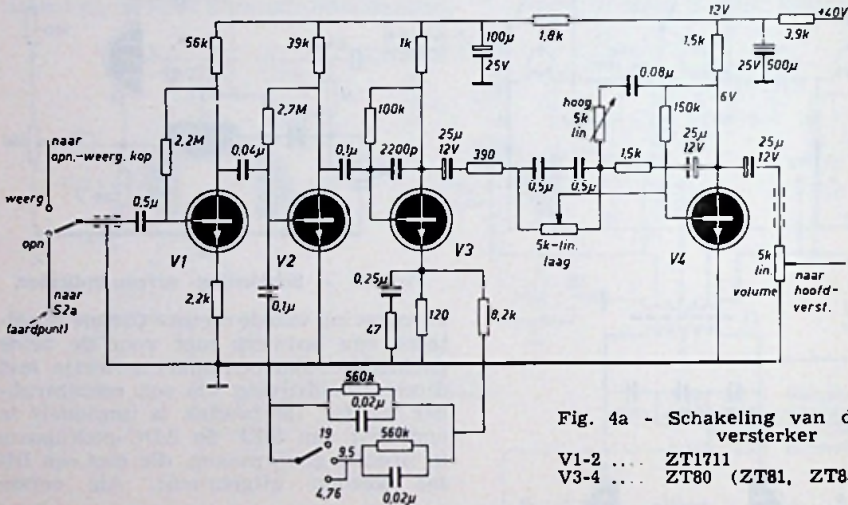 12V
+40V
1,8k
3,9k
56k
39k
1k
100µ
25V
1,5k
25V 500µ
0,08µ
hoog
5k
lin.
150k
6V
2,2M
2,7M
100k
0,04µ
0,1µ
2200p
25µ
12V
390
0,5µ
0,5µ
1,5k
25µ
12V
25µ
12V
naar
opn.-weerg. kop
weerg
opn
naar
S2a
(aardpunt)
0,5µ
V1
V2
V3
V4
5k-lin.
laag
5k
lin.
volume
naar
hoofd-
verst.
2,2k
0,1µ
0,25µ
47
120
8,2k
560k
0,02µ
19
9,5
4,76
560k
0,02µ
Fig. 4a - Schakeling van d
versterker
V1-2 .... ZT1711
V3-4 .... ZT80 (ZT81, ZT8